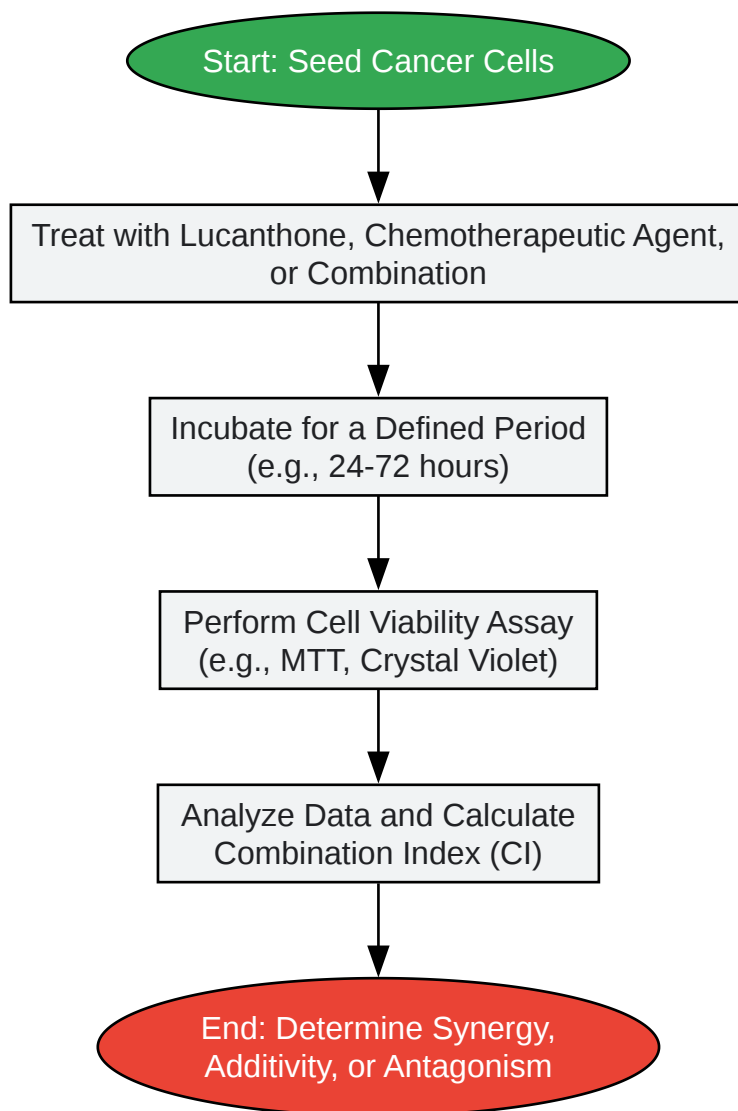 Start: Seed Cancer Cells
Treat with Lucanthone, Chemotherapeutic Agent,
or Combination
Incubate for a Defined Period
(e.g., 24-72 hours)
Perform Cell Viability Assay
(e.g., MTT, Crystal Violet)
Analyze Data and Calculate
Combination Index (CI)
End: Determine Synergy,
Additivity, or Antagonism